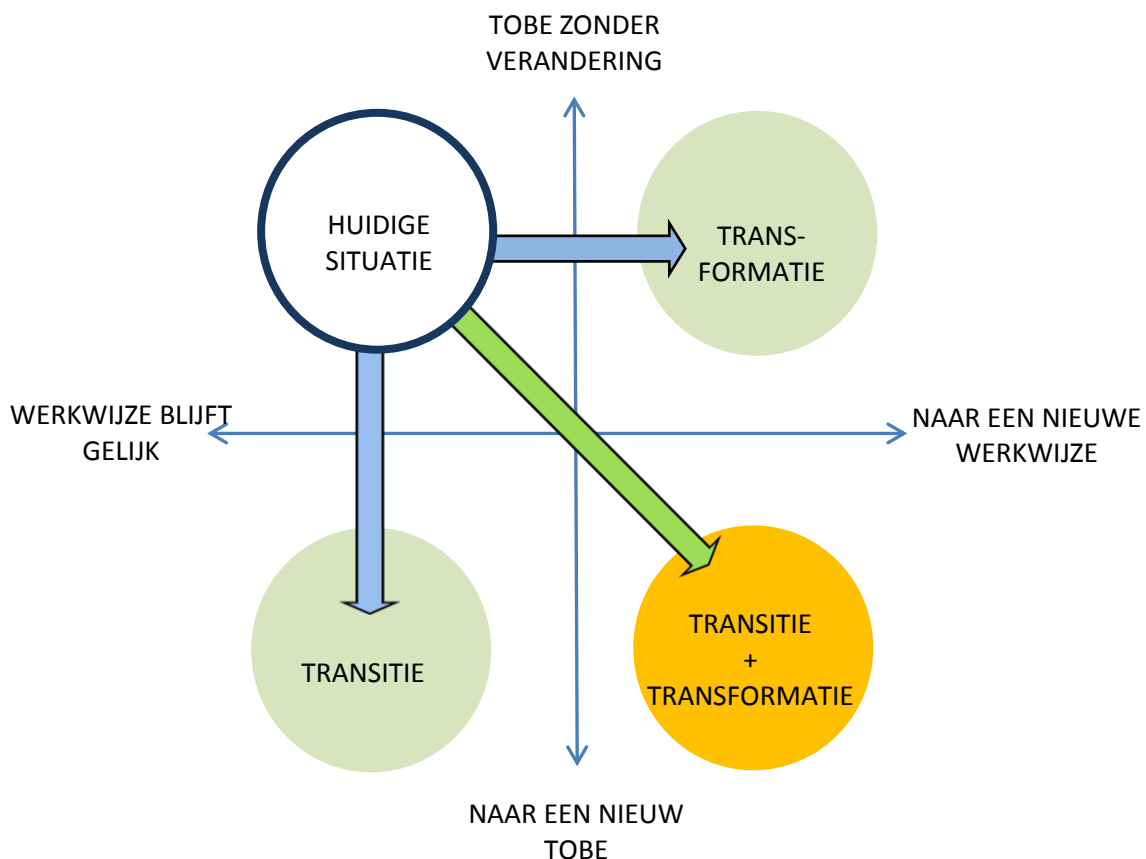 TOBE ZONDER
VERANDERING
HUIDIGE
SITUATIE
TRANS-
FORMATIE
WERKWIJZE BLIJFT
GELIJK
NAAR EEN NIEUWE
WERKWIJZE
TRANSITIE
TRANSITIE
+
TRANSFORMATIE
NAAR EEN NIEUW
TOBE